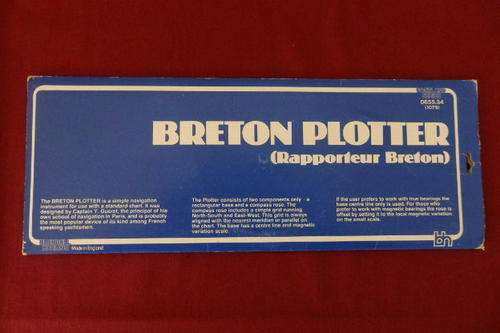 0655.34
(1079)
BRETON PLOTTER
(Rapporteur Breton)
The BRETON PLOTTER is a simple navigation
instrument for use with a standard chart. It was
designed by Captain Y. Quizot, the principal of his
own school of navigation in Paris, and is probably
the most popular device of its kind among French
speaking yachtsmen.
The Plotter consists of two components only - a
rectangular base and a compass rose. The
compass rose includes a simple grid running
North-South and East-West. This grid is always
aligned with the nearest meridian or parallel on
the chart. The base has a centre line and magnetic
variation scale.
If the user prefers to work with true bearings the
base centre line only is used. For those who
prefer to work with magnetic bearings the rose is
offset by setting it to the local magnetic variation
on the small scale.
Made in England
bn